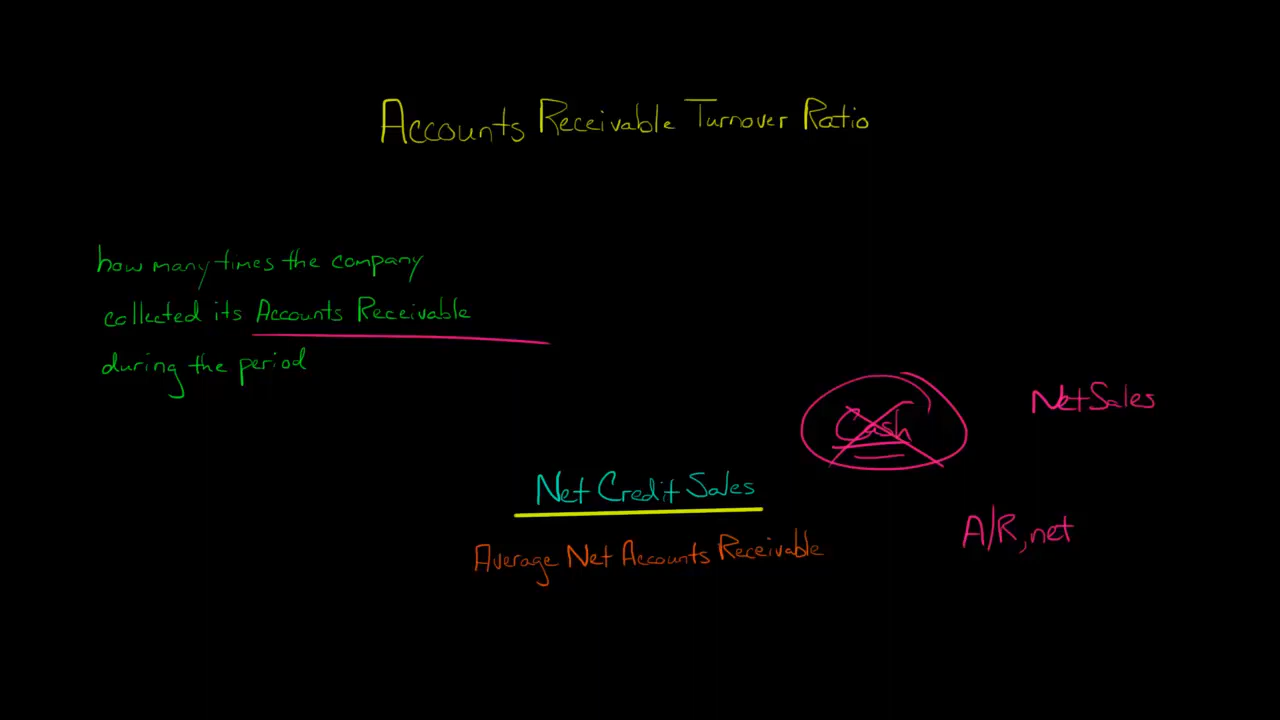 Accounts Receivable Turnover Ratio
how many times the company
collected its Accounts Receivable
during the period
Cash
Net Sales
Net Credit Sales
Average Net Accounts Receivable
A/R, net